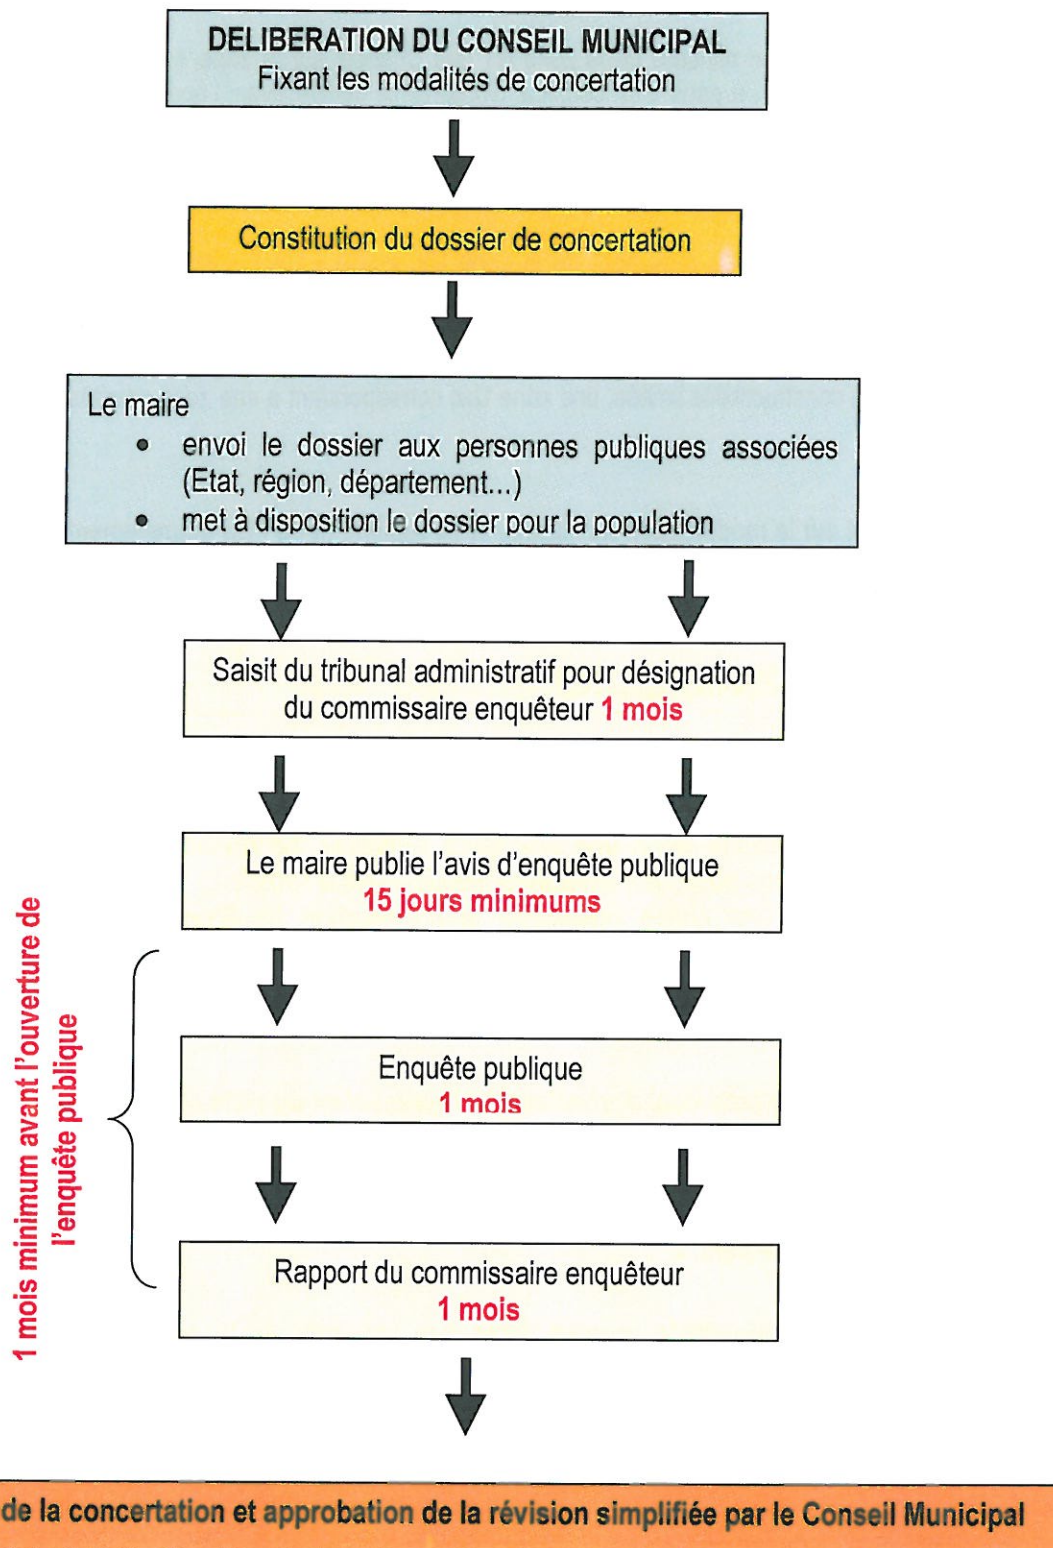 DELIBERATION DU CONSEIL MUNICIPAL
Fixant les modalités de concertation
Constitution du dossier de concertation
Le maire
• envoi le dossier aux personnes publiques associées
(Etat, région, département...)
• met à disposition le dossier pour la population
Saisit du tribunal administratif pour désignation
du commissaire enquêteur 1 mois
Le maire publie l'avis d'enquête publique
15 jours minimums
1 mois minimum avant l'ouverture de
l'enquête publique
Enquête publique
1 mois
Rapport du commissaire enquêteur
1 mois
de la concertation et approbation de la révision simplifiée par le Conseil Municipal